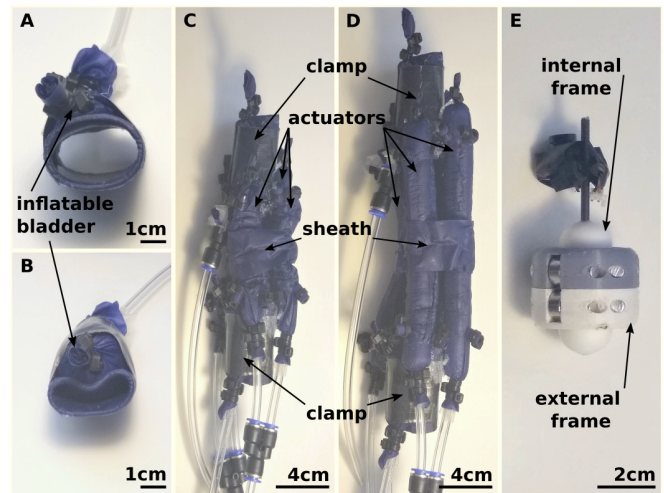 A
C
D
E
clamp
internal
frame
actuators
inflatable
bladder
1cm
sheath
B
external
frame
clamp
1cm
4cm
4cm
2cm